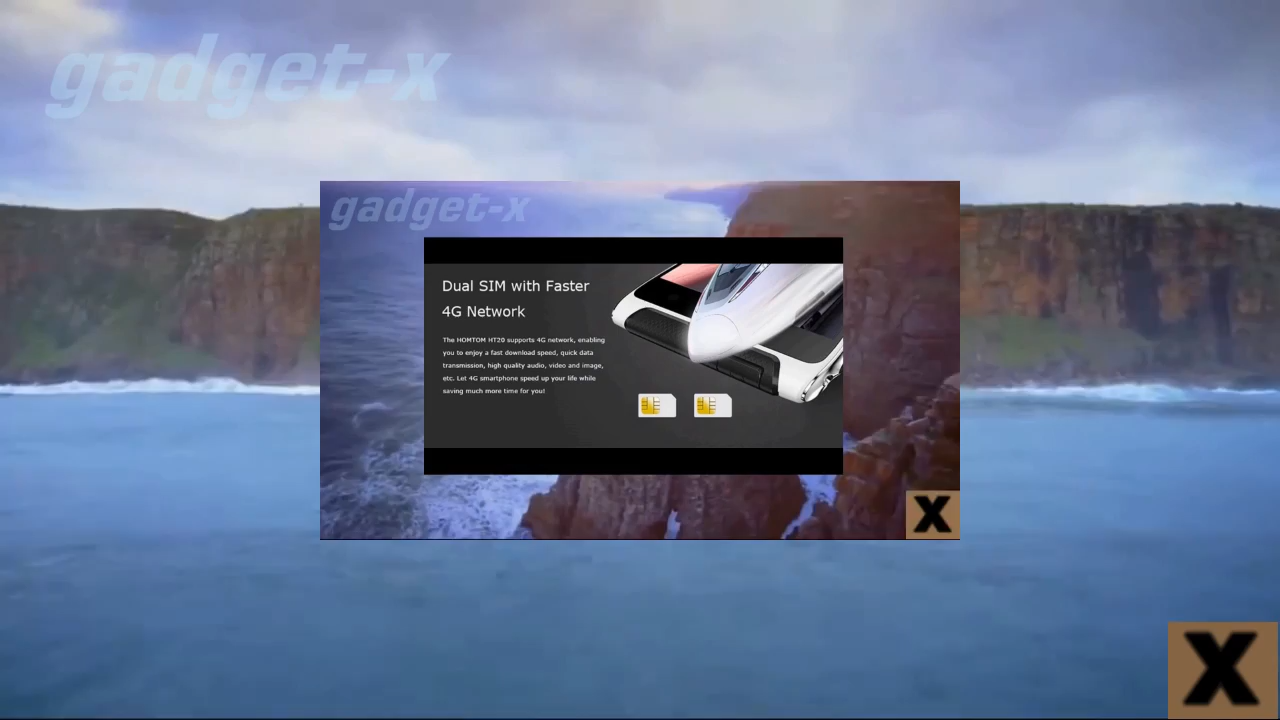 gadget-x
gadget-x
Dual SIM with Faster
4G Network
The HOMTOM HT20 supports 4G network, enabling
you to enjoy a fast download speed, quick data
transmission, high quality audio, video and image,
etc. Let 4G smartphone speed up your life while
saving much more time for you!
X
X